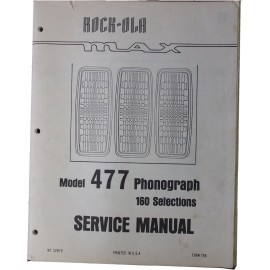 ROCK-OLA
max
Model 477 Phonograph
160 Selections
SERVICE MANUAL
PRINTED IN U.S.A.